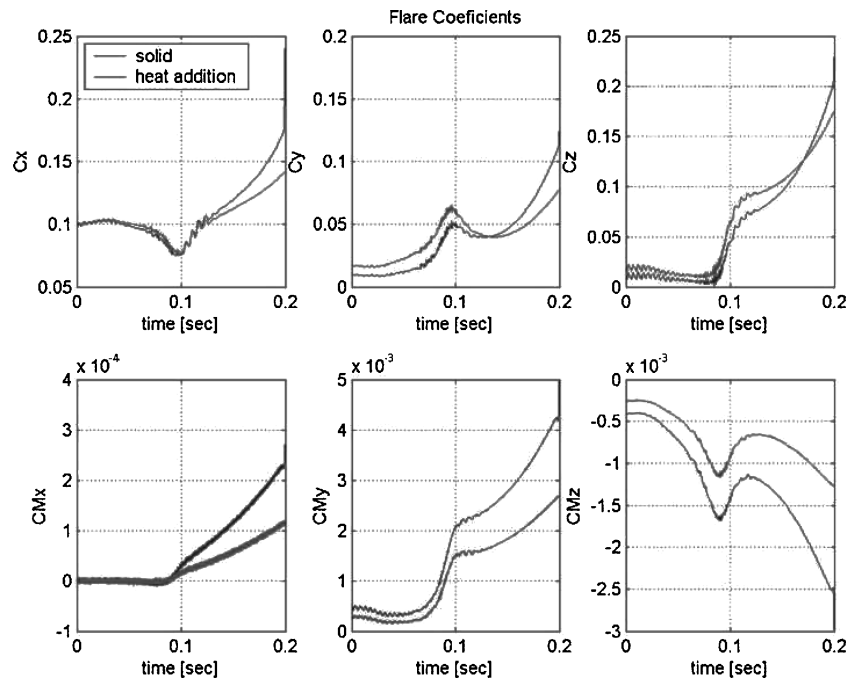 Flare Coeficients
0.25
0.2
0.15
0.1
0.05
Cx
solid
heat addition
0
0.1
0.2
time [sec]
0.2
0.15
0.1
0.05
0
Cy
0
0.1
0.2
time [sec]
0.25
0.2
0.15
0.1
0.05
0
Cz
0
0.1
0.2
time [sec]
x 10⁻⁴
4
3
2
1
0
-1
CMx
0
0.1
0.2
time [sec]
x 10⁻³
5
4
3
2
1
0
CMy
0
0.1
0.2
time [sec]
x 10⁻³
0
-0.5
-1
-1.5
-2
-2.5
-3
CMz
0
0.1
0.2
time [sec]